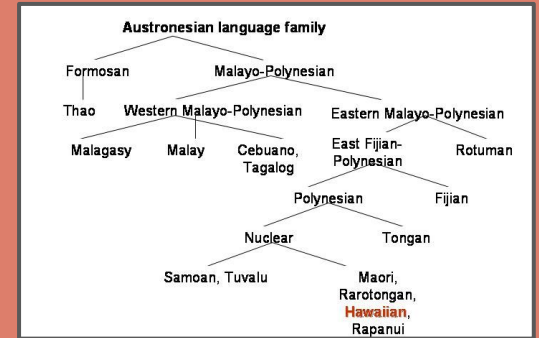 Austronesian language family
Formosan
Malayo-Polynesian
Thao
Western Malayo-Polynesian
Eastern Malayo-Polynesian
Malagasy
Malay
Cebuano,
Tagalog
East Fijian-
Polynesian
Rotuman
Polynesian
Fijian
Nuclear
Tongan
Samoan, Tuvalu
Maori,
Rarotongan,
Hawaiian,
Rapanui